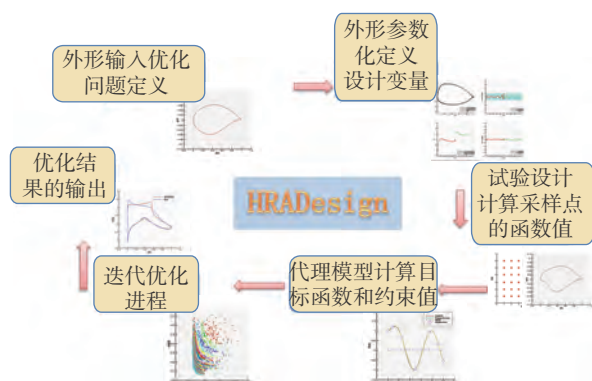 外形输入优化
问题定义
外形参数
化定义
设计变量
优化结
果的输出
HRADesign
试验设计
计算采样点
的函数值
迭代优化
进程
代理模型计算目
标函数和约束值